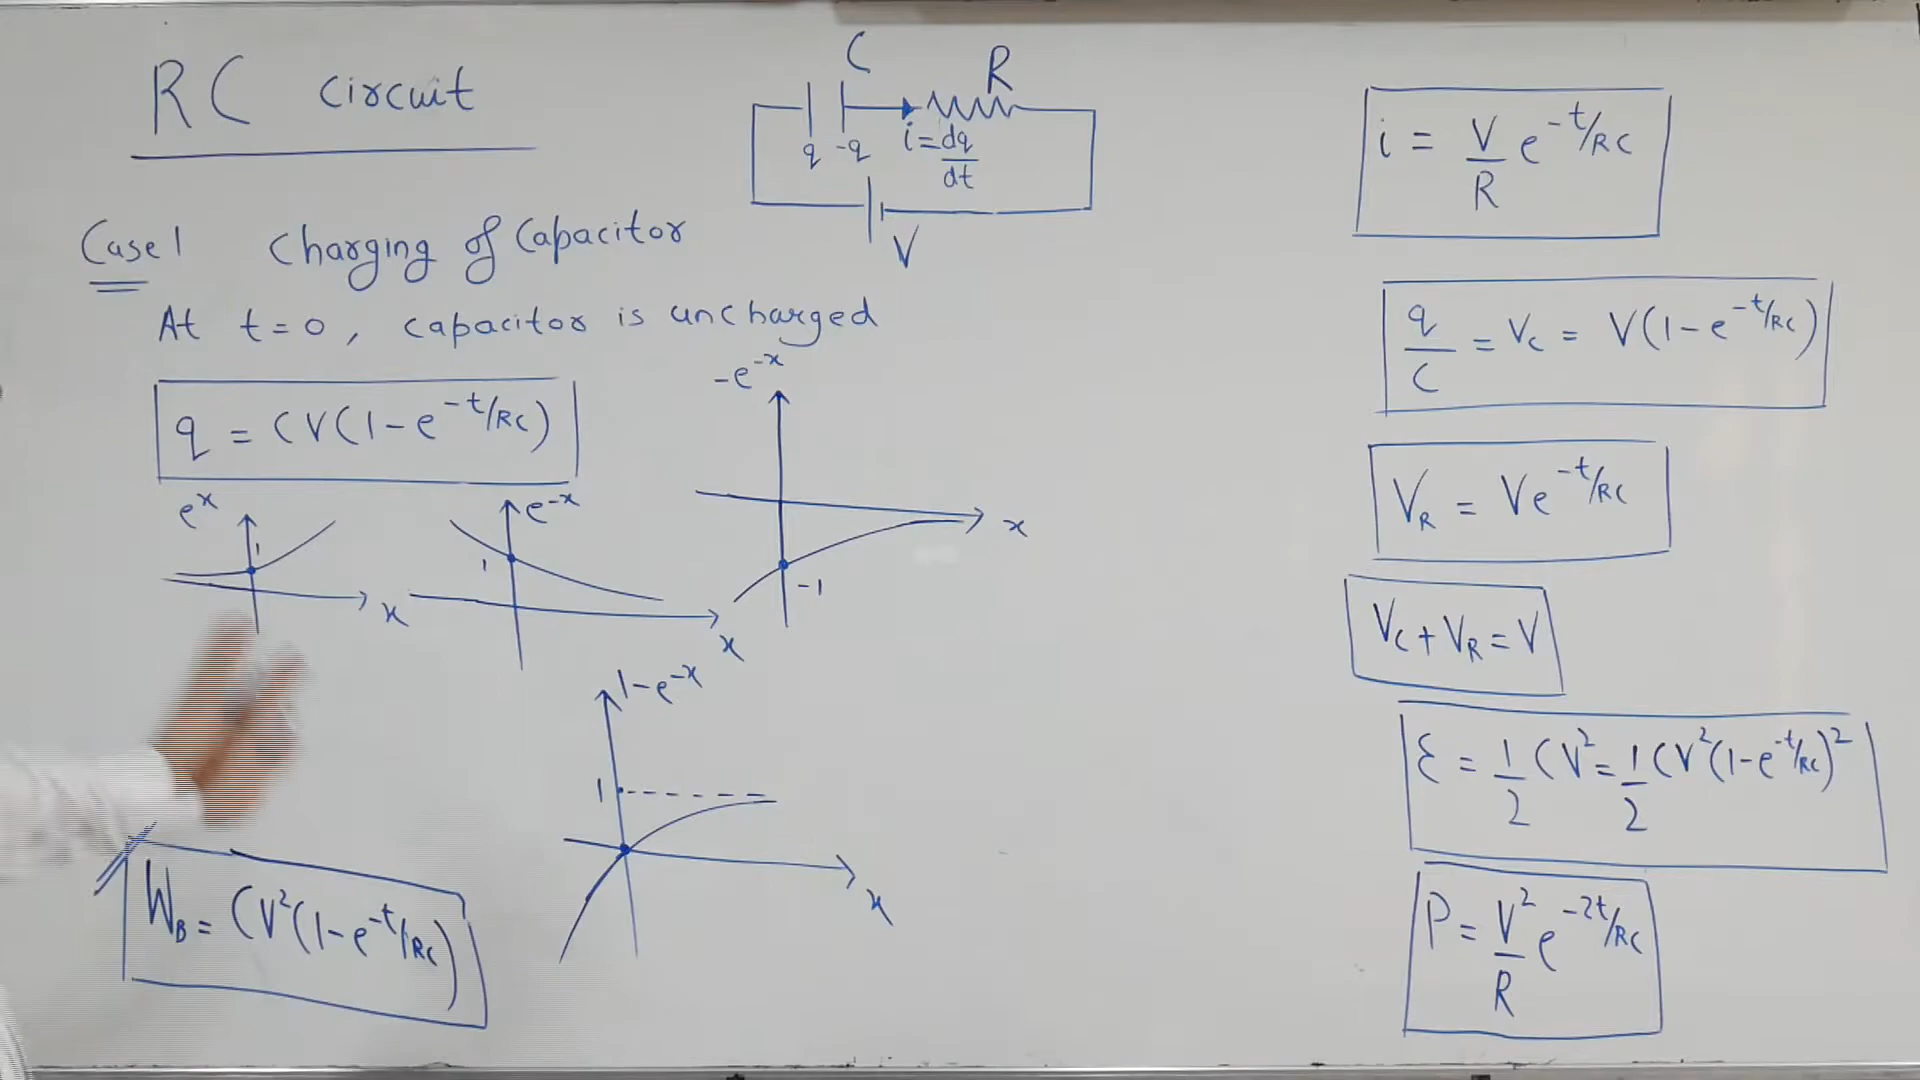 RC circuit
C
R
q -q
i = dq/dt
V
Case 1 Charging of Capacitor
At t=0, capacitor is uncharged
q = CV(1-e^{-t/RC})
e^x
1
x
e^{-x}
1
x
-e^{-x}
x
-1
1-e^{-x}
1
x
W_B = CV²(1-e^{-t/RC})
i = V/R e^{-t/RC}
q/C = V_C = V(1-e^{-t/RC})
V_R = Ve^{-t/RC}
V_C + V_R = V
ε = 1/2 CV² = 1/2 CV²(1-e^{-t/RC})²
P = V²/R e^{-2t/RC}